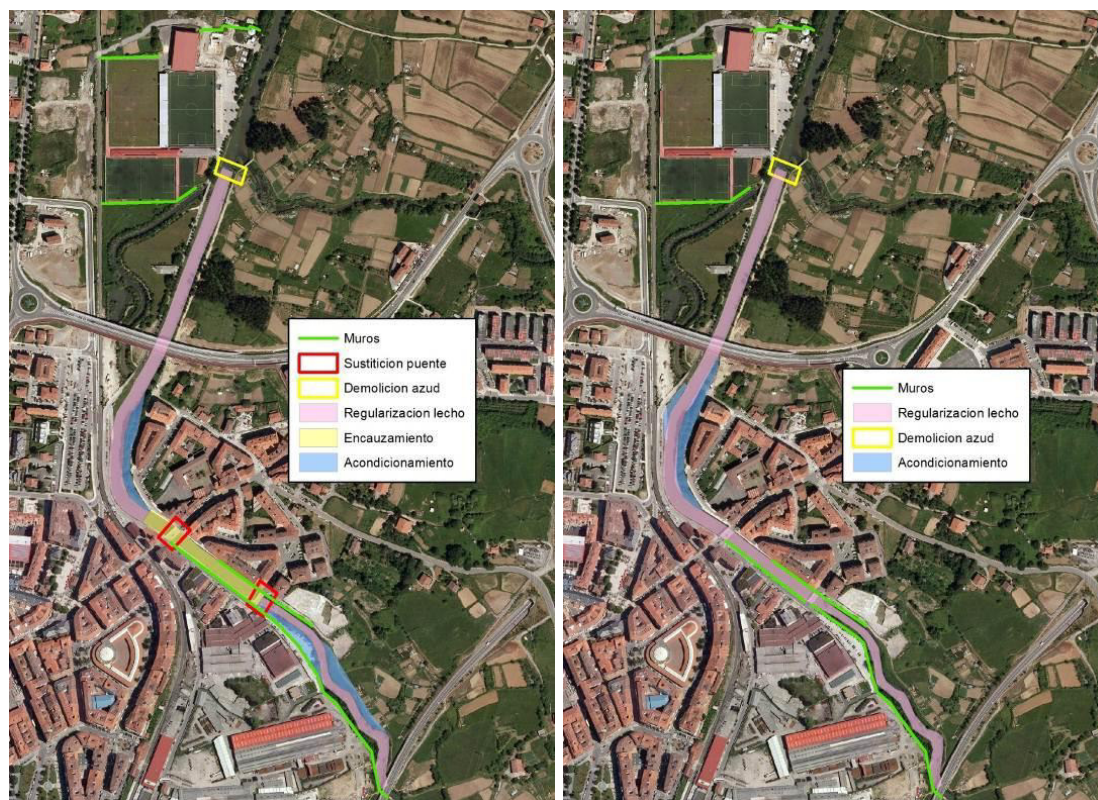 Muros
Sustiticion puente
Demolicion azud
Regularizacion lecho
Encauzamiento
Acondicionamiento
Muros
Regularizacion lecho
Demolicion azud
Acondicionamiento